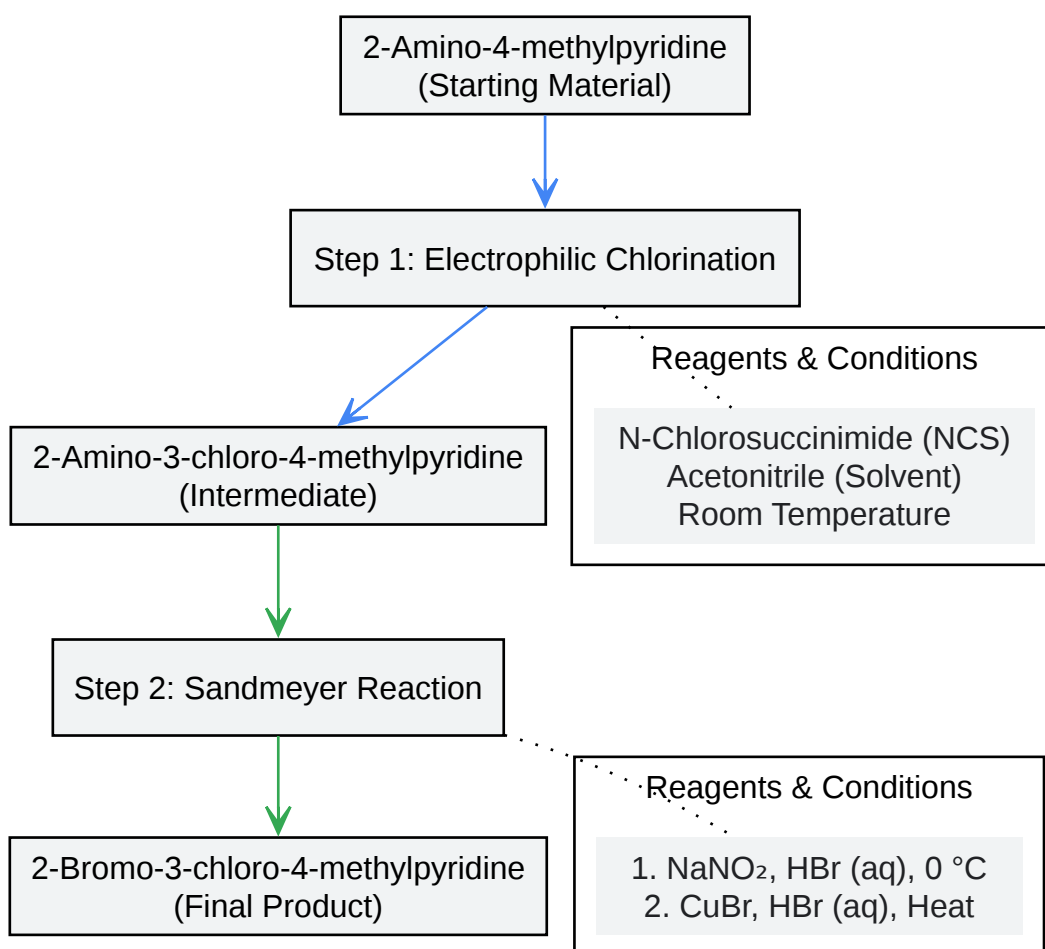 2-Amino-4-methylpyridine
(Starting Material)
Step 1: Electrophilic Chlorination
Reagents & Conditions
N-Chlorosuccinimide (NCS)
Acetonitrile (Solvent)
Room Temperature
2-Amino-3-chloro-4-methylpyridine
(Intermediate)
Step 2: Sandmeyer Reaction
Reagents & Conditions
1. NaNO₂, HBr (aq), 0 °C
2. CuBr, HBr (aq), Heat
2-Bromo-3-chloro-4-methylpyridine
(Final Product)